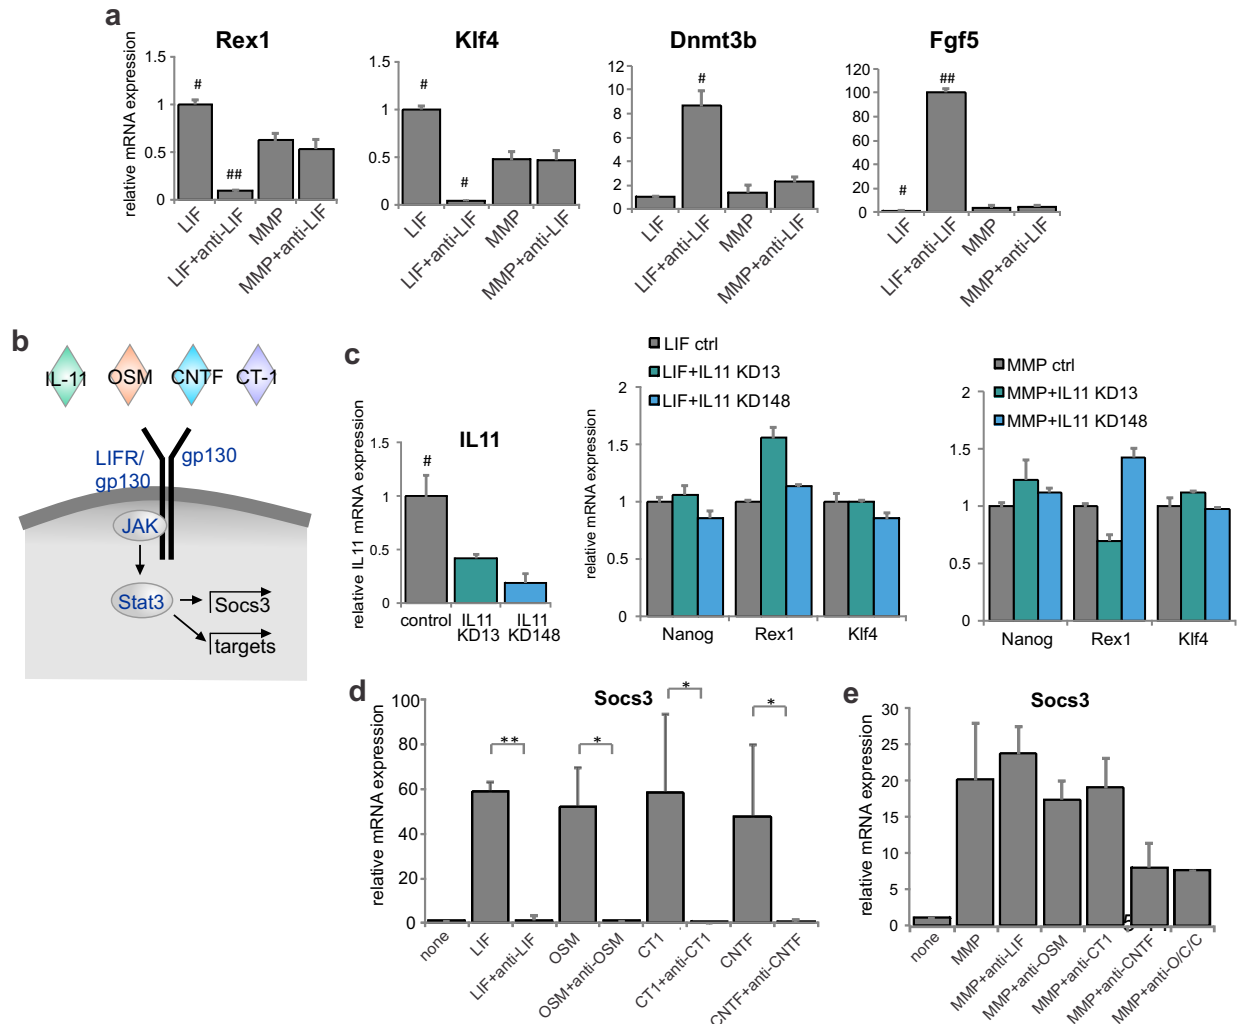 a
Rex1
Klf4
Dnmt3b
Fgf5
relative mRNA expression
1.5
1
0.5
0
#
##
LIF
LIF+anti-LIF
MMP
MMP+anti-LIF
1.5
1
0.5
0
#
#
LIF
LIF+anti-LIF
MMP
MMP+anti-LIF
12
10
8
6
4
2
0
#
LIF
LIF+anti-LIF
MMP
MMP+anti-LIF
120
100
80
60
40
20
0
#
##
LIF
LIF+anti-LIF
MMP
MMP+anti-LIF
b
IL-11
OSM
CNTF
CT-1
LIFR/
gp130
gp130
JAK
Stat3
Socs3
targets
c
IL11
relative IL11 mRNA expression
1.5
1
0.5
0
#
control
IL11
KD13
IL11
KD148
LIF ctrl
LIF+IL11 KD13
LIF+IL11 KD148
relative mRNA expression
2
1.5
1
0.5
0
Nanog
Rex1
Klf4
MMP ctrl
MMP+IL11 KD13
MMP+IL11 KD148
2
1.5
1
0.5
0
Nanog
Rex1
Klf4
d
Socs3
relative mRNA expression
100
80
60
40
20
0
**
*
*
*
none
LIF
LIF+anti-LIF
OSM
OSM+anti-OSM
CT1
CT1+anti-CT1
CNTF
CNTF+anti-CNTF
e
Socs3
relative mRNA expression
30
25
20
15
10
5
0
none
MMP
MMP+anti-LIF
MMP+anti-OSM
MMP+anti-CT1
MMP+anti-CNTF
MMP+anti-O/C/C